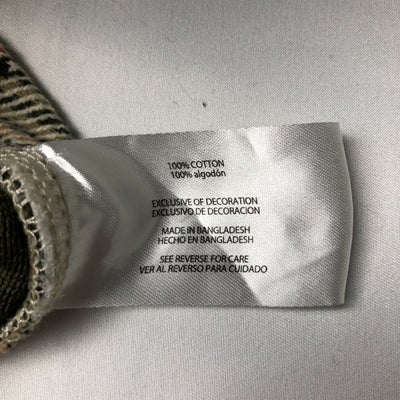 100% COTTON
100% algodón
EXCLUSIVE OF DECORATION
EXCLUSIVO DE DECORACION
MADE IN BANGLADESH
HECHO EN BANGLADESH
SEE REVERSE FOR CARE
VER AL REVERSO PARA CUIDADO